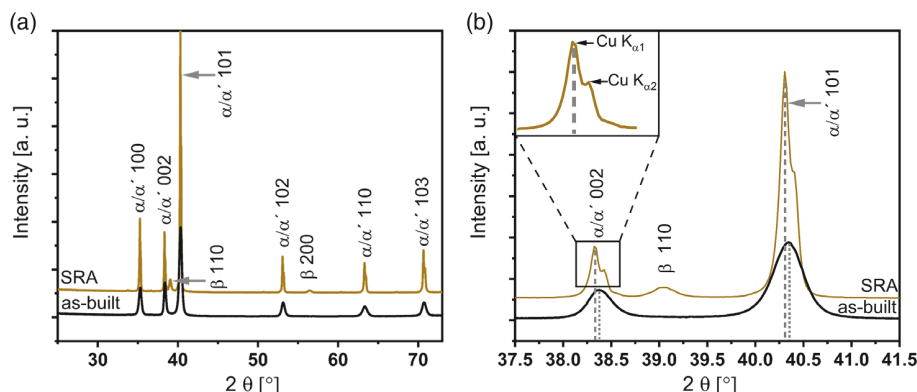 (a)
Intensity [a. u.]
α/α´ 100
α/α´ 002
α/α´ 101
β 110
α/α´ 102
β 200
α/α´ 110
α/α´ 103
SRA
as-built
30 40 50 60 70
2 θ [°]
(b)
Intensity [a. u.]
Cu Kα1
Cu Kα2
α/α´ 002
β 110
α/α´ 101
SRA
as-built
37.5 38.0 38.5 39.0 39.5 40.0 40.5 41.0 41.5
2 θ [°]